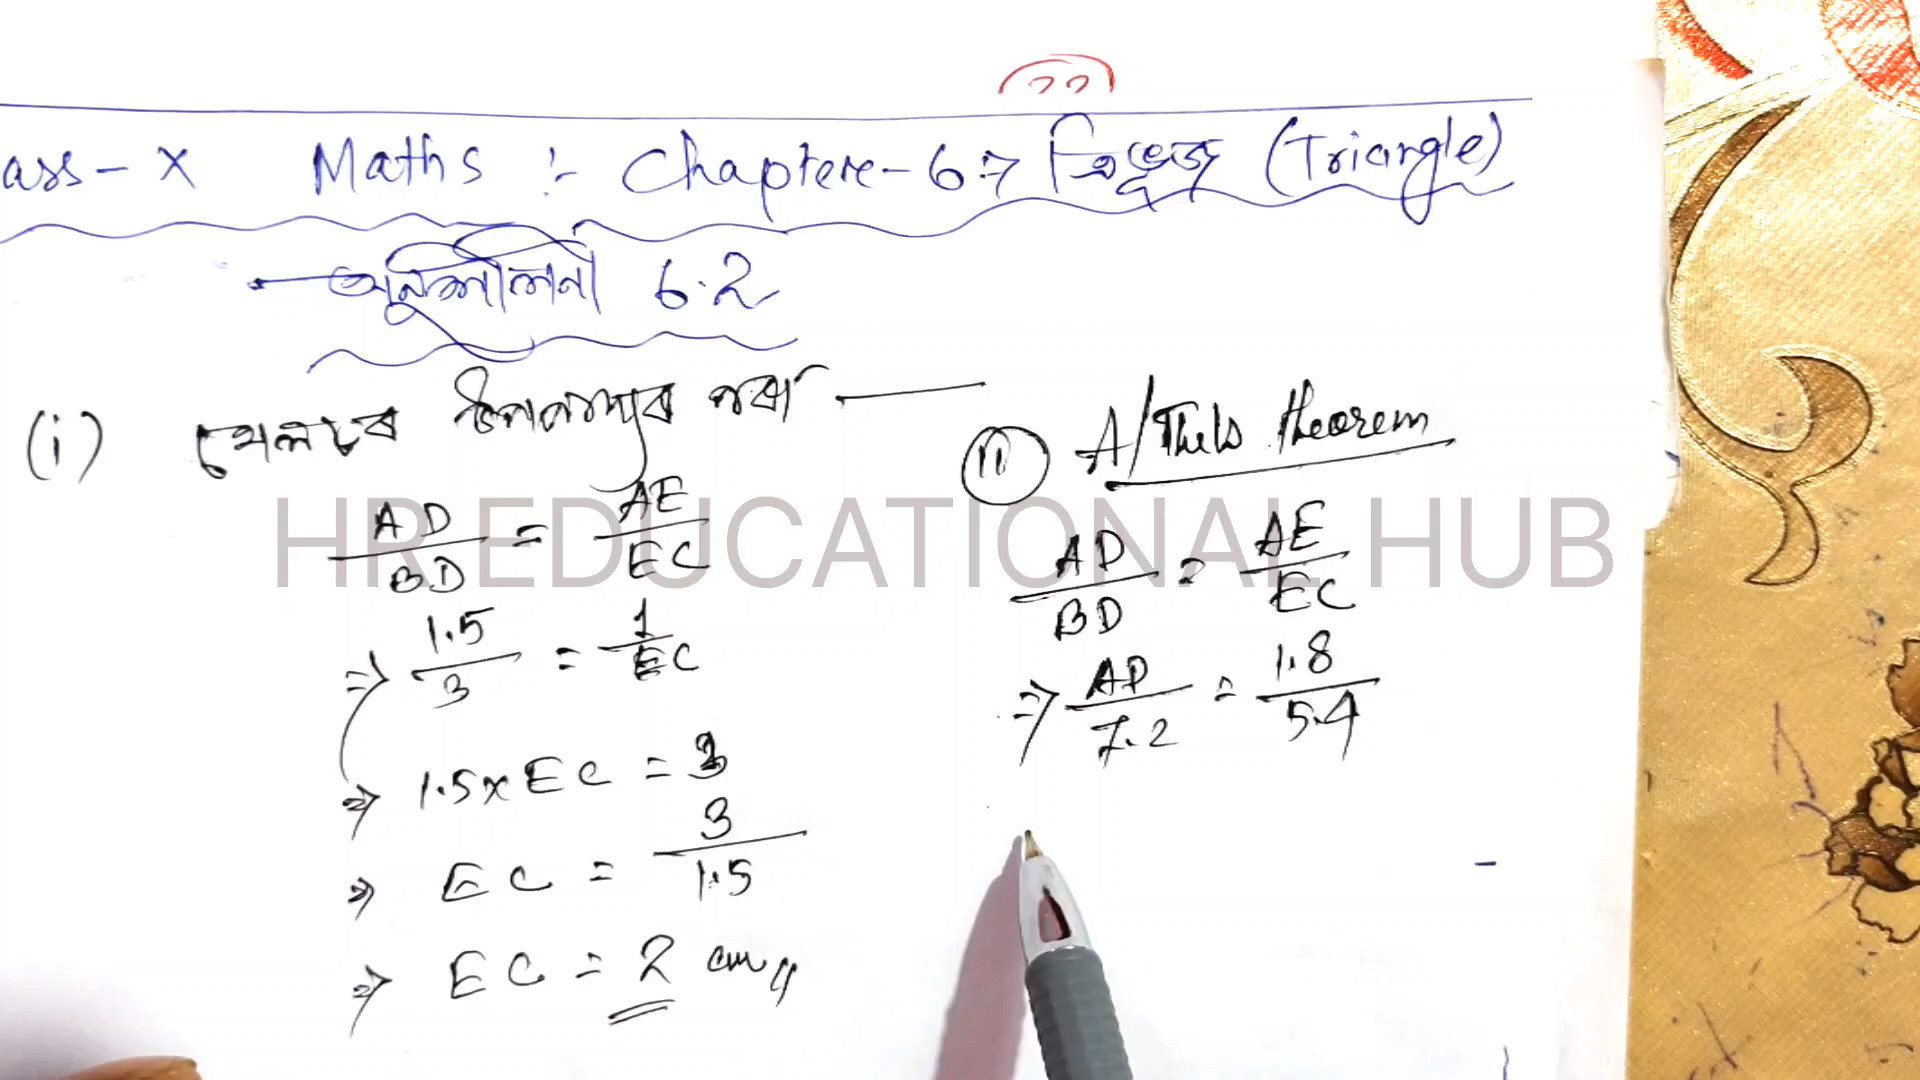 ass - X Maths :- Chapter - 6 :- ত্ৰিভুজ (Triangle)
অনুশীলনী 6.2
(i) থেলছৰ উপপাদ্যৰ পৰা —
AD/BD = AE/EC
⇒ 1.5/3 = 1/EC
⇒ 1.5 x EC = 3
⇒ EC = 3/1.5
⇒ EC = 2 cm
(ii) A/Thels theorem
AD/BD = AE/EC
⇒ AD/7.2 = 1.8/5.4
HR EDUCATIONAL HUB